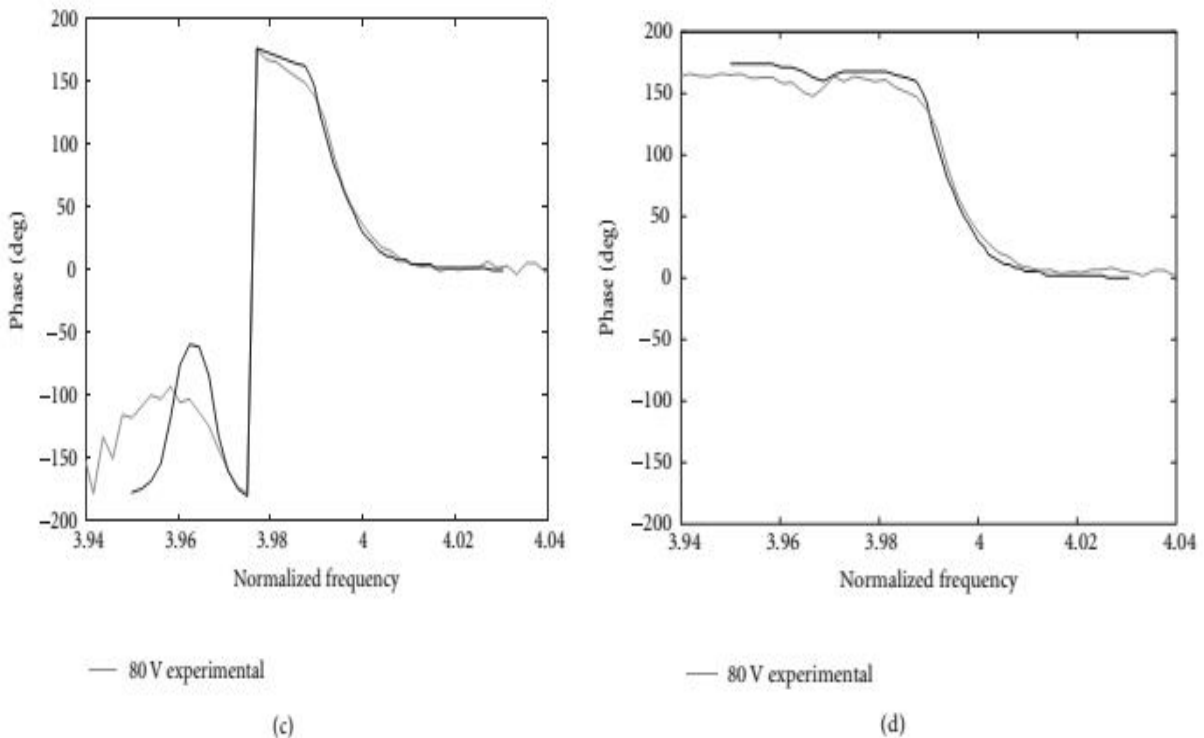 200
150
100
50
0
−50
−100
−150
−200
Phase (deg)
3.94 3.96 3.98 4 4.02 4.04
Normalized frequency
80 V experimental
(c)
200
150
100
50
0
−50
−100
−150
−200
Phase (deg)
3.94 3.96 3.98 4 4.02 4.04
Normalized frequency
80 V experimental
(d)